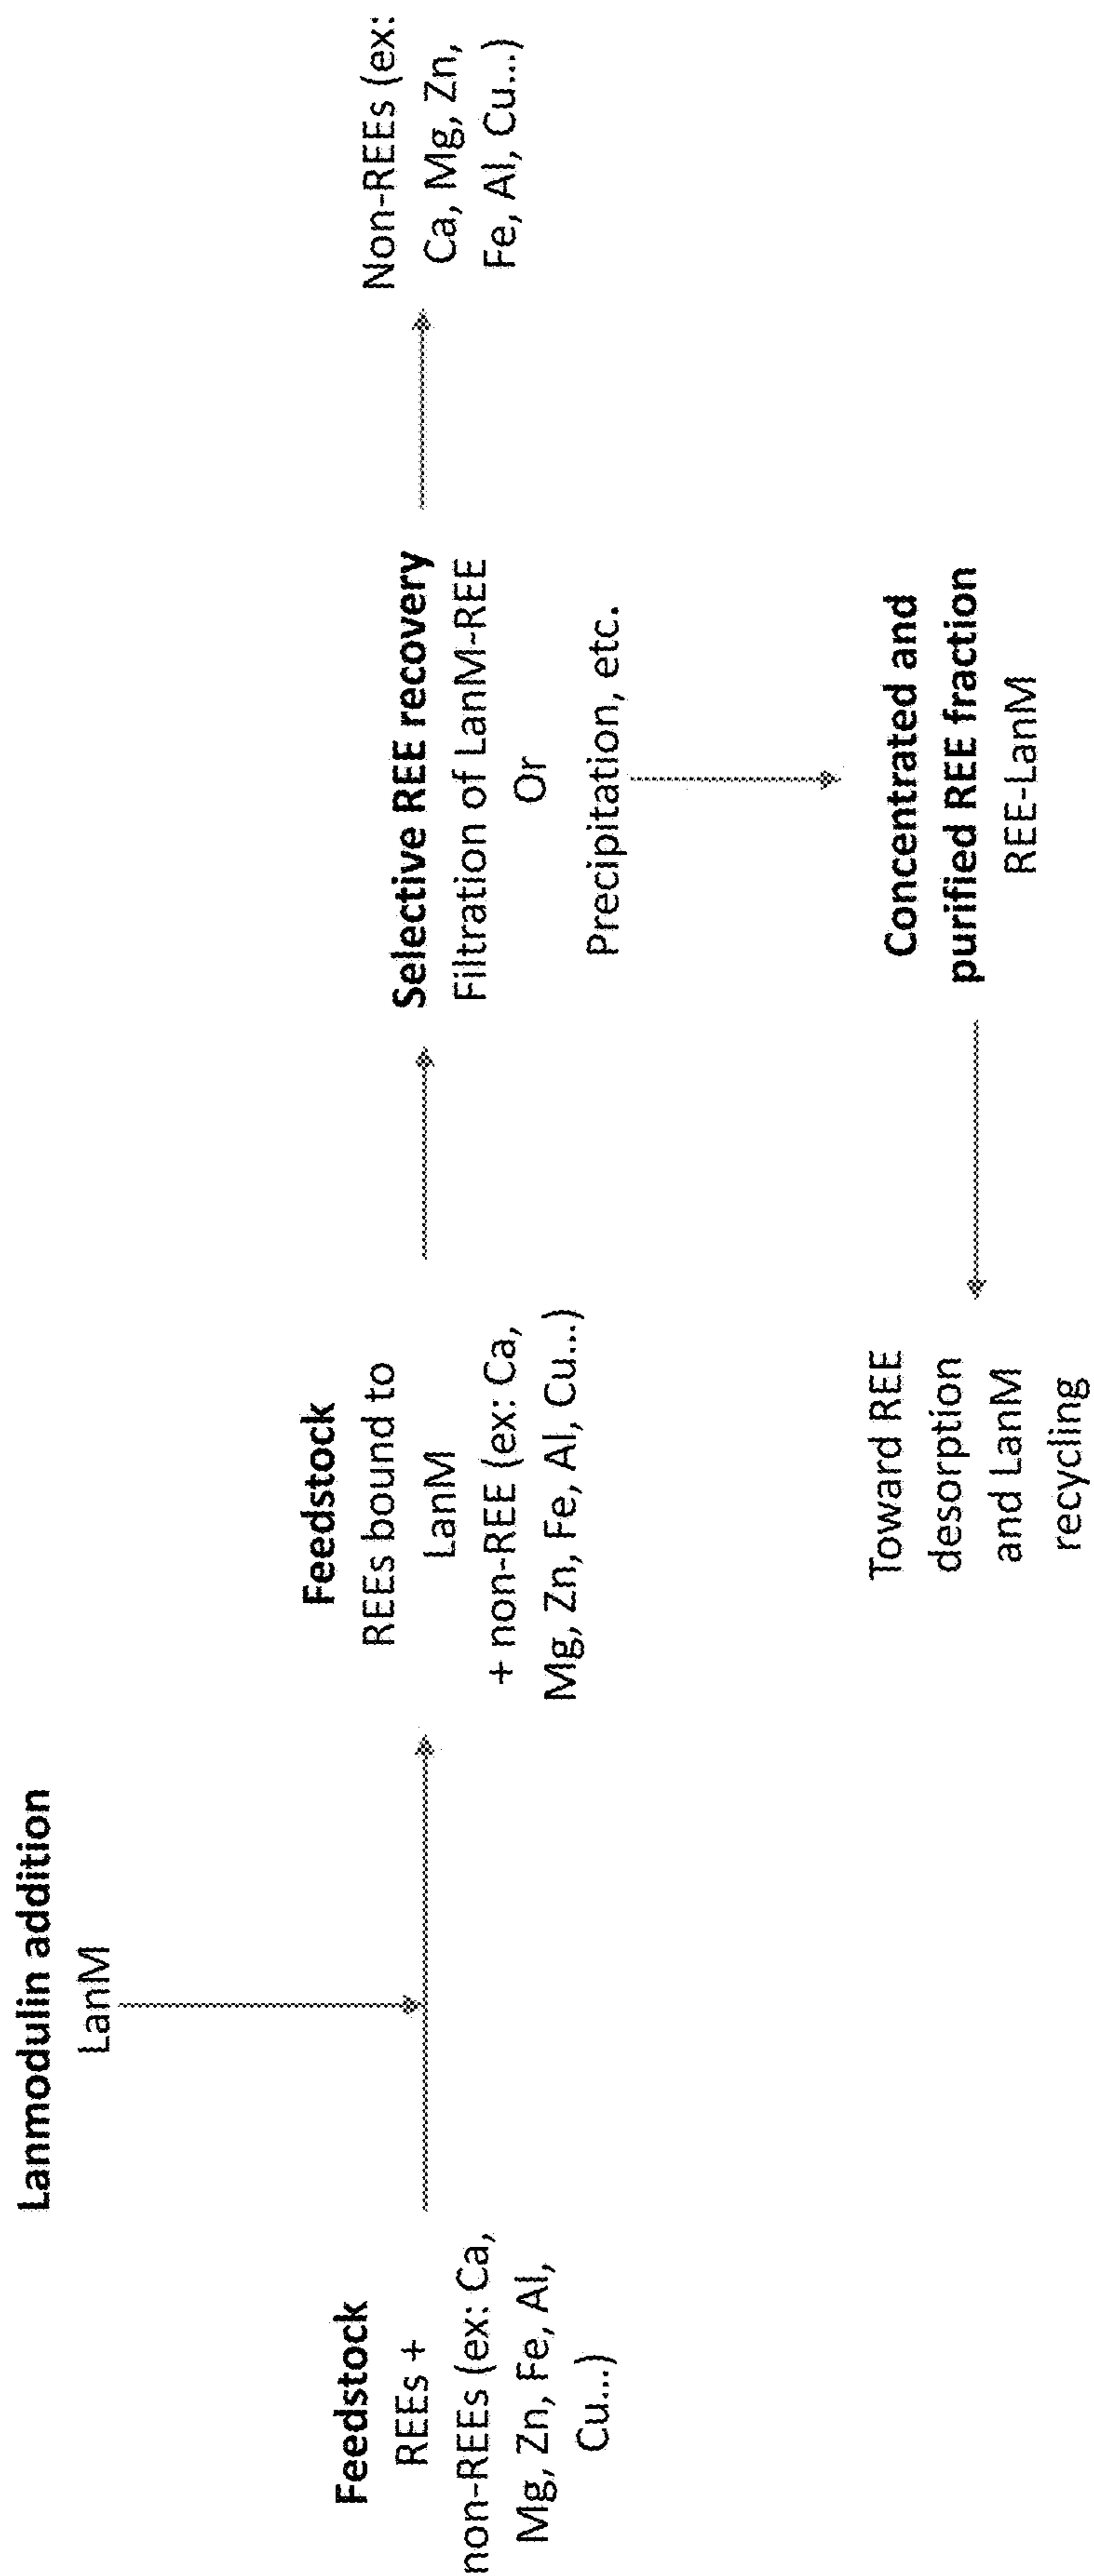 Lanmodulin addition
LanM
Feedstock
REEs +
non-REEs (ex: Ca,
Mg, Zn, Fe, Al,
Cu...)
Feedstock
REEs bound to
LanM
+ non-REE (ex: Ca,
Mg, Zn, Fe, Al, Cu...)
Selective REE recovery
Filtration of LanM-REE
Or
Precipitation, etc.
Non-REEs (ex:
Ca, Mg, Zn,
Fe, Al, Cu...)
Concentrated and
purified REE fraction
REE-LanM
Toward REE
desorption
and LanM
recycling